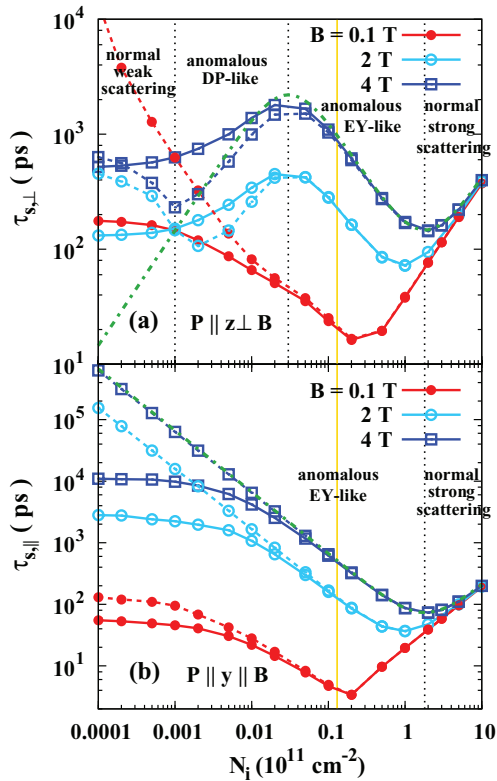 B = 0.1 T
2 T
4 T
normal
weak
scattering
anomalous
DP-like
anomalous
EY-like
normal
strong
scattering
10³
10²
10¹
τs,⊥ ( ps )
(a)
P || z⊥ B
B = 0.1 T
2 T
4 T
anomalous
EY-like
normal
strong
scattering
10⁵
10⁴
10³
10²
10¹
τs,|| ( ps )
(b)
P || y || B
0.0001 0.001 0.01 0.1 1 10
Nᵢ (10¹¹ cm⁻²)